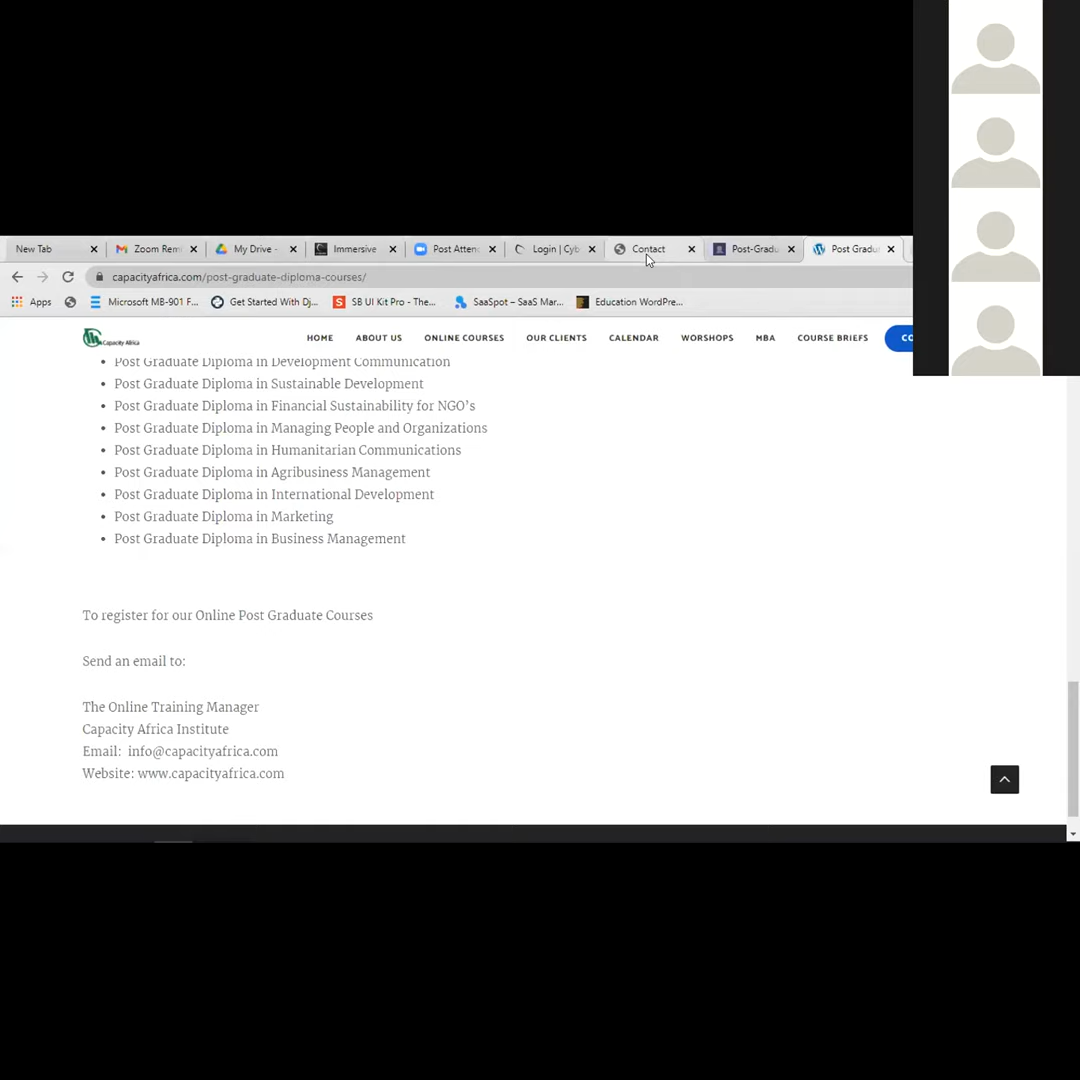 New Tab
Zoom Rem
My Drive -
Immersive
Post Atten
Login | Cyb
Contact
Post-Gradu
Post Gradu
capacityafrica.com/post-graduate-diploma-courses/
Apps
Microsoft MB-901 F...
Get Started With Dj...
SB UI Kit Pro - The...
SaaSpot – SaaS Mar...
Education WordPre...
Capacity Africa
HOME
ABOUT US
ONLINE COURSES
OUR CLIENTS
CALENDAR
WORSHOPS
MBA
COURSE BRIEFS
CO
• Post Graduate Diploma in Development Communication
• Post Graduate Diploma in Sustainable Development
• Post Graduate Diploma in Financial Sustainability for NGO’s
• Post Graduate Diploma in Managing People and Organizations
• Post Graduate Diploma in Humanitarian Communications
• Post Graduate Diploma in Agribusiness Management
• Post Graduate Diploma in International Development
• Post Graduate Diploma in Marketing
• Post Graduate Diploma in Business Management
To register for our Online Post Graduate Courses
Send an email to:
The Online Training Manager
Capacity Africa Institute
Email: info@capacityafrica.com
Website: www.capacityafrica.com